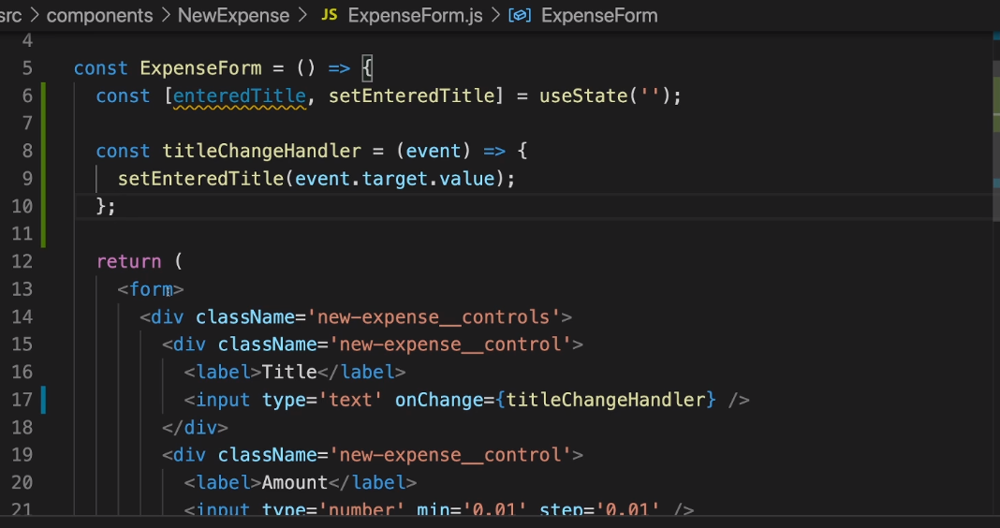 src > components > NewExpense > JS ExpenseForm.js > ExpenseForm
4
5 const ExpenseForm = () => {
6 const [enteredTitle, setEnteredTitle] = useState('');
7
8 const titleChangeHandler = (event) => {
9 setEnteredTitle(event.target.value);
10 };
11
12 return (
13 <form>
14 <div className='new-expense__controls'>
15 <div className='new-expense__control'>
16 <label>Title</label>
17 <input type='text' onChange={titleChangeHandler} />
18 </div>
19 <div className='new-expense__control'>
20 <label>Amount</label>
21 <input type='number' min='0.01' step='0.01' />